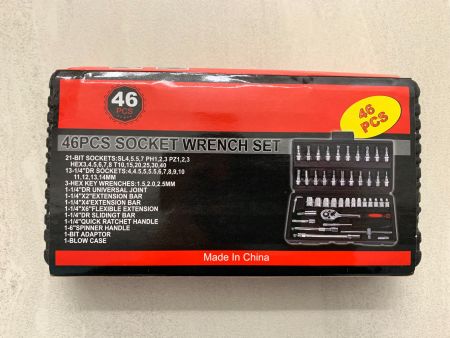 46
PCS
46
PCS
46PCS SOCKET WRENCH SET
21-BIT SOCKETS:SL4,5.5,7 PH1,2,3 PZ1,2,3
HEX3,4,5,6,7,8 T10,15,20,25,30,40
13-1/4"DR SOCKETS:4,4.5,5,5.5,6,7,8,9,10
11,12,13,14MM
3-HEX KEY WRENCHES:1.5,2.0,2.5MM
1-1/4"DR UNIVERSAL JOINT
1-1/4"X2"EXTENSION BAR
1-1/4"X4"EXTENSION BAR
1-1/4"X6"FLEXIBLE EXTENSION
1-1/4"DR SLIDINGT BAR
1-1/4"QUICK RATCHET HANDLE
1-6"SPINNER HANDLE
1-BIT ADAPTOR
1-BLOW CASE
Made In China